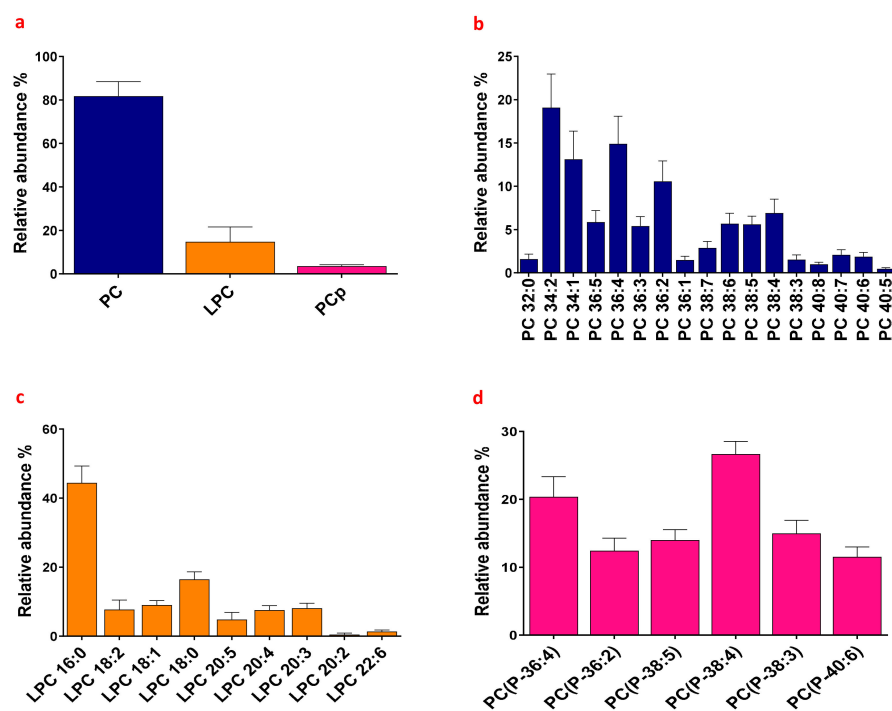 a
Relative abundance %
100
80
60
40
20
0
PC
LPC
PCp
b
Relative abundance %
25
20
15
10
5
0
PC 32:0
PC 34:2
PC 34:1
PC 36:5
PC 36:4
PC 36:3
PC 36:2
PC 36:1
PC 38:7
PC 38:6
PC 38:5
PC 38:4
PC 38:3
PC 40:8
PC 40:7
PC 40:6
PC 40:5
c
Relative abundance %
60
40
20
0
LPC 16:0
LPC 18:2
LPC 18:1
LPC 18:0
LPC 20:5
LPC 20:4
LPC 20:3
LPC 20:2
LPC 22:6
d
Relative abundance %
30
20
10
0
PC(P-36:4)
PC(P-36:2)
PC(P-38:5)
PC(P-38:4)
PC(P-38:3)
PC(P-40:6)